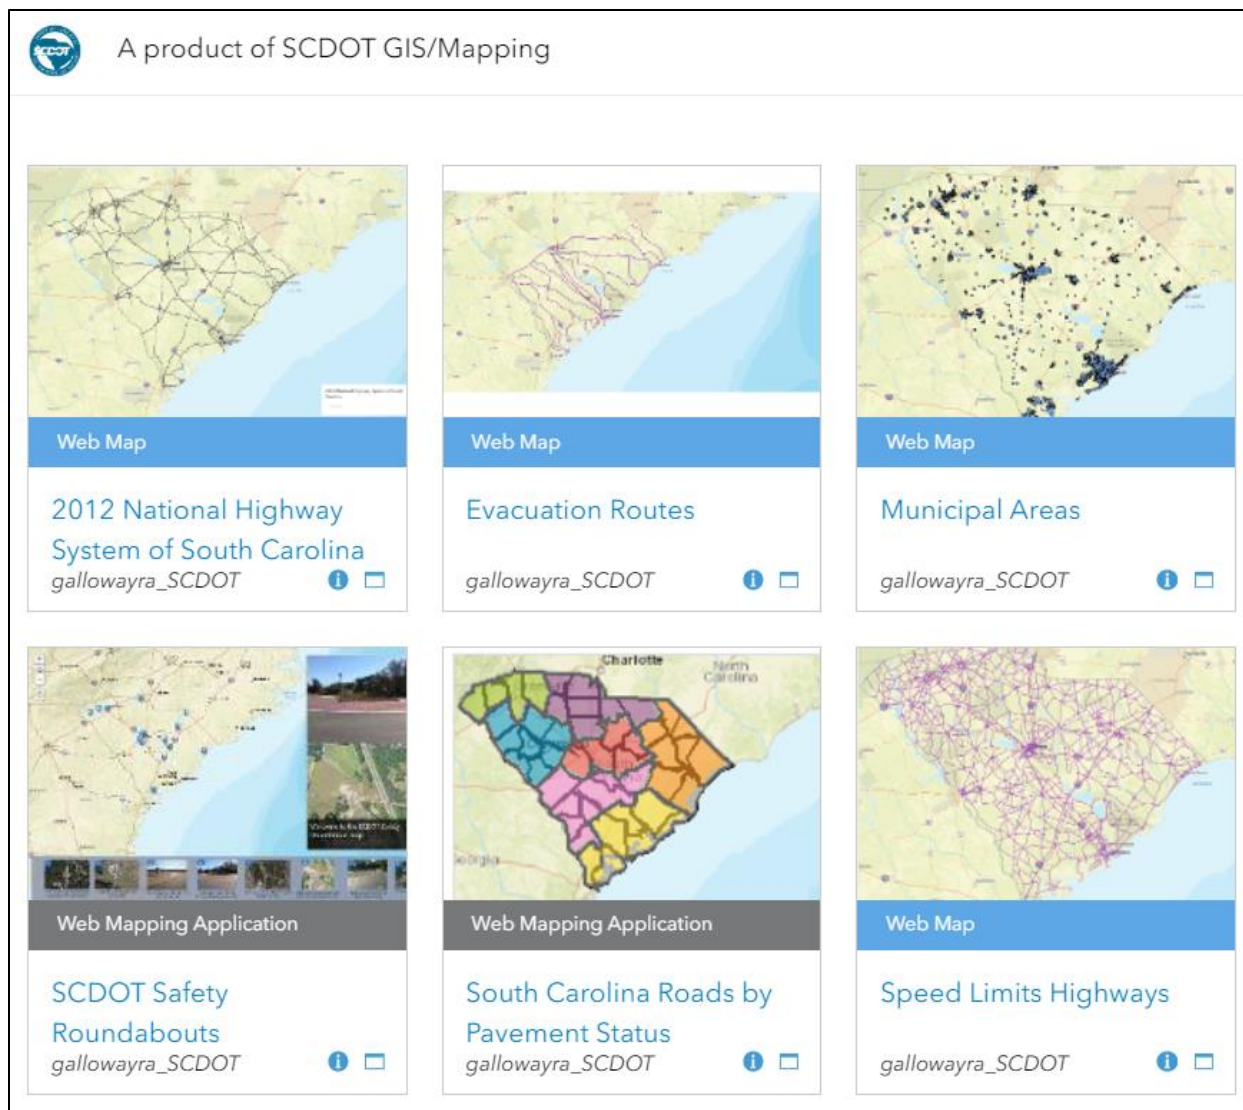 SCDOT
A product of SCDOT GIS/Mapping
Web Map
2012 National Highway
System of South Carolina
gallowayra_SCDOT
Web Map
Evacuation Routes
gallowayra_SCDOT
Web Map
Municipal Areas
gallowayra_SCDOT
Web Mapping Application
SCDOT Safety
Roundabouts
gallowayra_SCDOT
Charlotte
North
Carolina
Georgia
Web Mapping Application
South Carolina Roads by
Pavement Status
gallowayra_SCDOT
Web Map
Speed Limits Highways
gallowayra_SCDOT